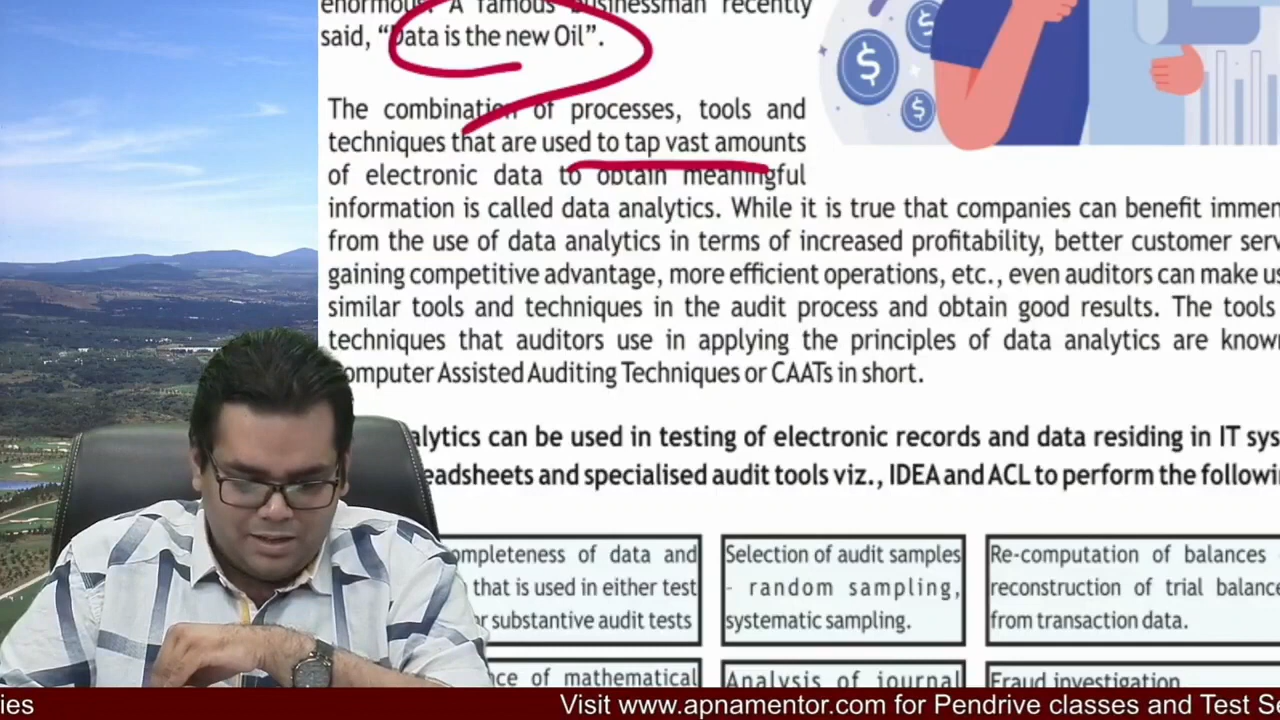 enormous. A famous businessman recently
said, “Data is the new Oil”.
The combination of processes, tools and
techniques that are used to tap vast amounts
of electronic data to obtain meaningful
information is called data analytics. While it is true that companies can benefit immen
from the use of data analytics in terms of increased profitability, better customer serv
gaining competitive advantage, more efficient operations, etc., even auditors can make us
similar tools and techniques in the audit process and obtain good results. The tools
techniques that auditors use in applying the principles of data analytics are know
omputer Assisted Auditing Techniques or CAATs in short.
alytics can be used in testing of electronic records and data residing in IT sys
eadsheets and specialised audit tools viz., IDEA and ACL to perform the followi
ompleteness of data and
that is used in either test
r substantive audit tests
Selection of audit samples
- random sampling,
systematic sampling.
Re-computation of balances
reconstruction of trial balance
from transaction data.
ce of mathematical
Analysis of journal
Fraud investigation
ies
Visit www.apnamentor.com for Pendrive classes and Test Se